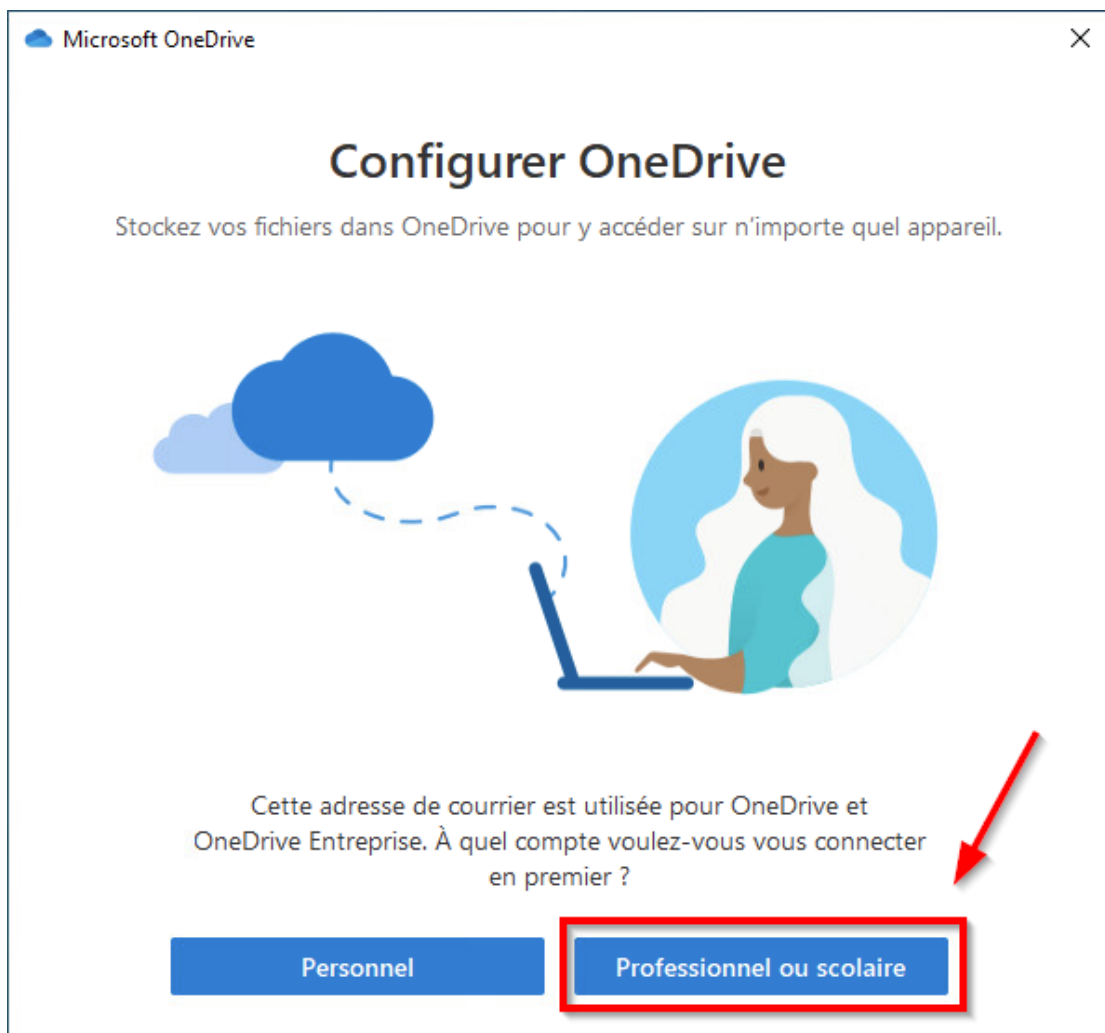 Microsoft OneDrive
Configurer OneDrive
Stockez vos fichiers dans OneDrive pour y accéder sur n'importe quel appareil.
Cette adresse de courrier est utilisée pour OneDrive et
OneDrive Entreprise. À quel compte voulez-vous vous connecter
en premier ?
Personnel
Professionnel ou scolaire